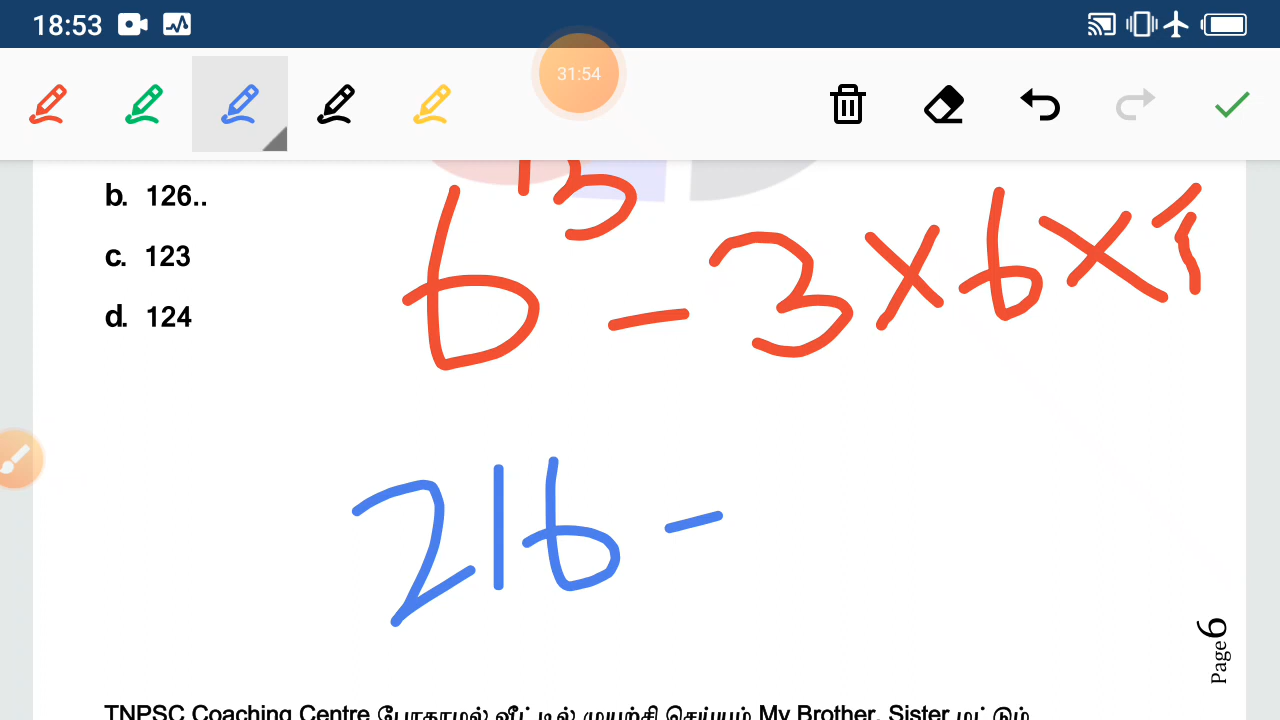 18:53
31:54
b. 126..
c. 123
d. 124
6 - 3 × 6 × 1
216 -
Page 6
TNPSC Coaching Centre போகாமல் வீட்டில் முயற்சி செய்யும் My Brother, Sister மட்டும்